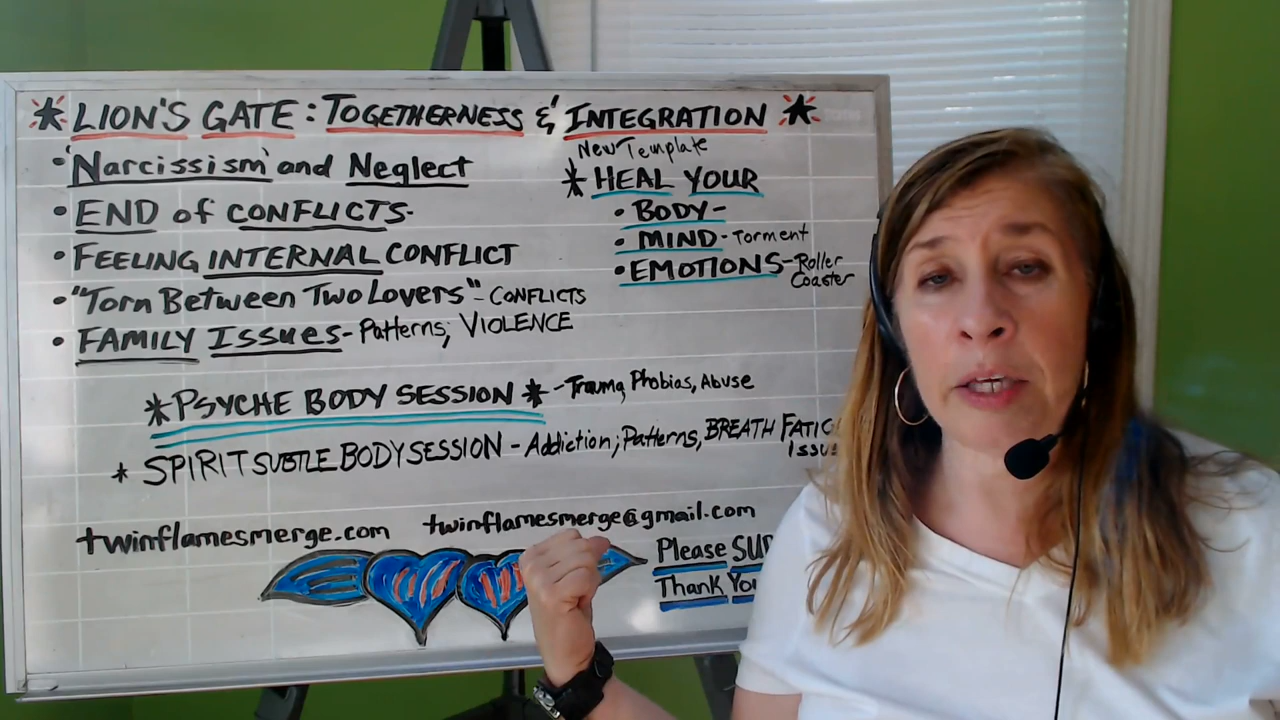 * LION'S GATE: TOGETHERNESS & INTEGRATION *
• 'Narcissism' and Neglect
• END of CONFLICTS-
• FEELING INTERNAL CONFLICT
• "Torn Between Two Lovers" - CONFLICTS
• FAMILY ISSUES - Patterns, VIOLENCE
New Template
* HEAL YOUR
• BODY-
• MIND - Torment
• EMOTIONS - Roller
Coaster
* PSYCHE BODY SESSION * - Trauma, Phobias, Abuse
* SPIRIT SUBTLE BODY SESSION - Addiction, Patterns, BREATH
twinflamesmerge.com twinflamesmerge@gmail.com
Please
Thank